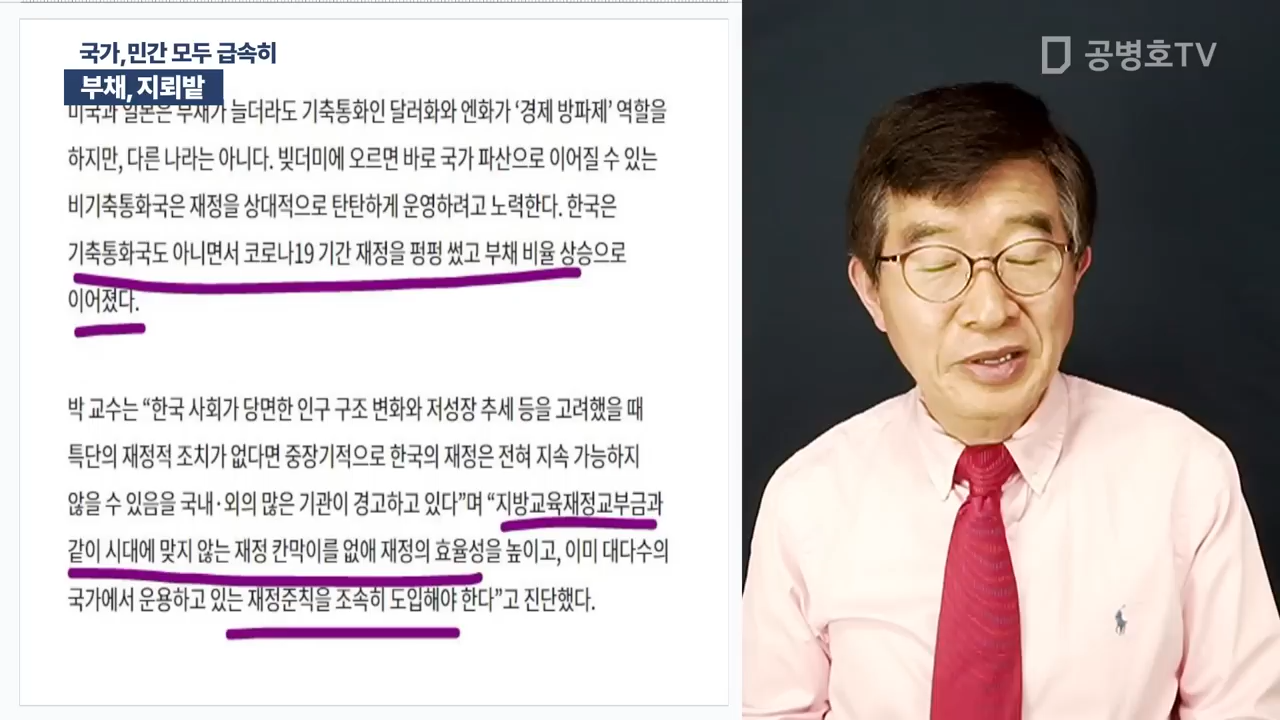 국가,민간 모두 급속히
부채, 지뢰밭
공병호TV
미국과 일본은 부채가 늘더라도 기축통화인 달러화와 엔화가 ‘경제 방파제’ 역할을
하지만, 다른 나라는 아니다. 빚더미에 오르면 바로 국가 파산으로 이어질 수 있는
비기축통화국은 재정을 상대적으로 탄탄하게 운영하려고 노력한다. 한국은
기축통화국도 아니면서 코로나19 기간 재정을 펑펑 썼고 부채 비율 상승으로
이어졌다.
박 교수는 “한국 사회가 당면한 인구 구조 변화와 저성장 추세 등을 고려했을 때
특단의 재정적 조치가 없다면 중장기적으로 한국의 재정은 전혀 지속 가능하지
않을 수 있음을 국내·외의 많은 기관이 경고하고 있다”며 “지방교육재정교부금과
같이 시대에 맞지 않는 재정 칸막이를 없애 재정의 효율성을 높이고, 이미 대다수의
국가에서 운용하고 있는 재정준칙을 조속히 도입해야 한다”고 진단했다.